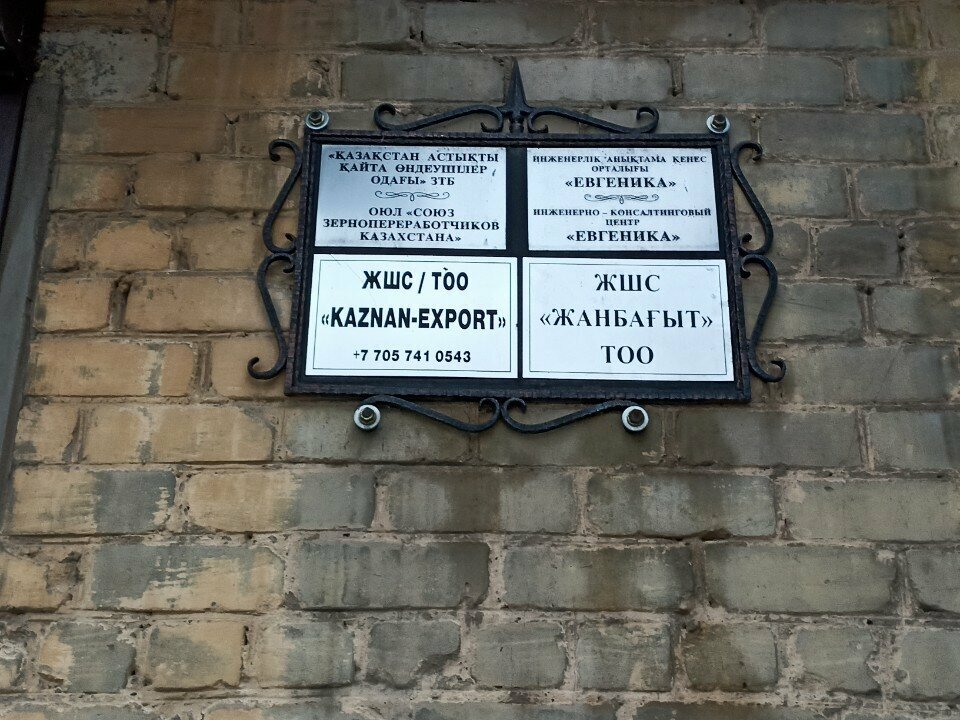 «ҚАЗАҚСТАН АСТЫҚТЫ
ҚАЙТА ӨНДЕУШІЛЕР
ОДАҒЫ» ЗТБ
ОЮЛ «СОЮЗ
ЗЕРНОПЕРЕРАБОТЧИКОВ
КАЗАХСТАНА»
ИНЖЕНЕРЛІК АНЫҚТАМА КЕҢЕС
ОРТАЛЫҒЫ
«ЕВГЕНИКА»
ИНЖЕНЕРНО - КОНСАЛТИНГОВЫЙ
ЦЕНТР
«ЕВГЕНИКА»
ЖШС / ТОО
«KAZNAN-EXPORT»
+7 705 741 0543
ЖШС
«ЖАНБАҒЫТ»
ТОО